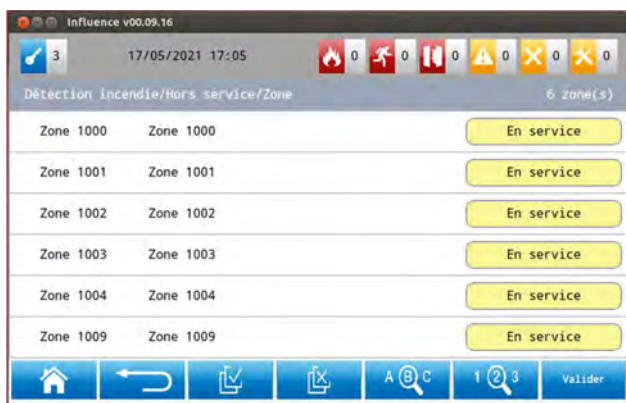 Influence v00.09.16
3 17/05/2021 17:05 0 0 0 0 0 0
Détection incendie/Hors service/Zone 6 zone(s)
Zone 1000 Zone 1000 En service
Zone 1001 Zone 1001 En service
Zone 1002 Zone 1002 En service
Zone 1003 Zone 1003 En service
Zone 1004 Zone 1004 En service
Zone 1009 Zone 1009 En service
A B C 1 2 3 Valider